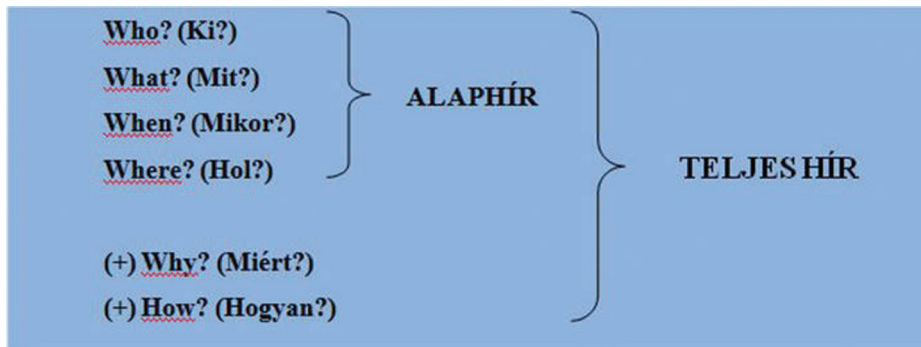 Who? (Ki?)
What? (Mit?)
ALAPHÍR
When? (Mikor?)
Where? (Hol?)
TELJES HÍR
(+) Why? (Miért?)
(+) How? (Hogyan?)